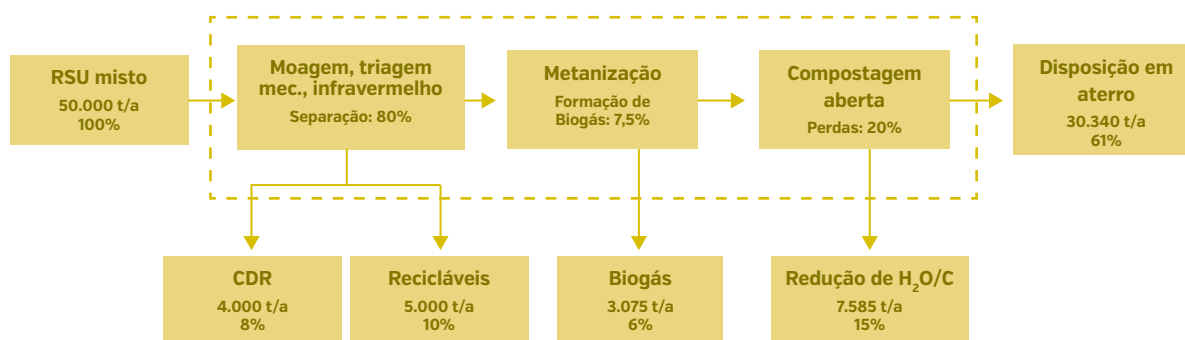 RSU misto
50.000 t/a
100%
Moagem, triagem
mec., infravermelho
Separação: 80%
Metanização
Formação de
Biogás: 7,5%
Compostagem
aberta
Perdas: 20%
Disposição em
aterro
30.340 t/a
61%
CDR
4.000 t/a
8%
Recicláveis
5.000 t/a
10%
Biogás
3.075 t/a
6%
Redução de H₂O/C
7.585 t/a
15%